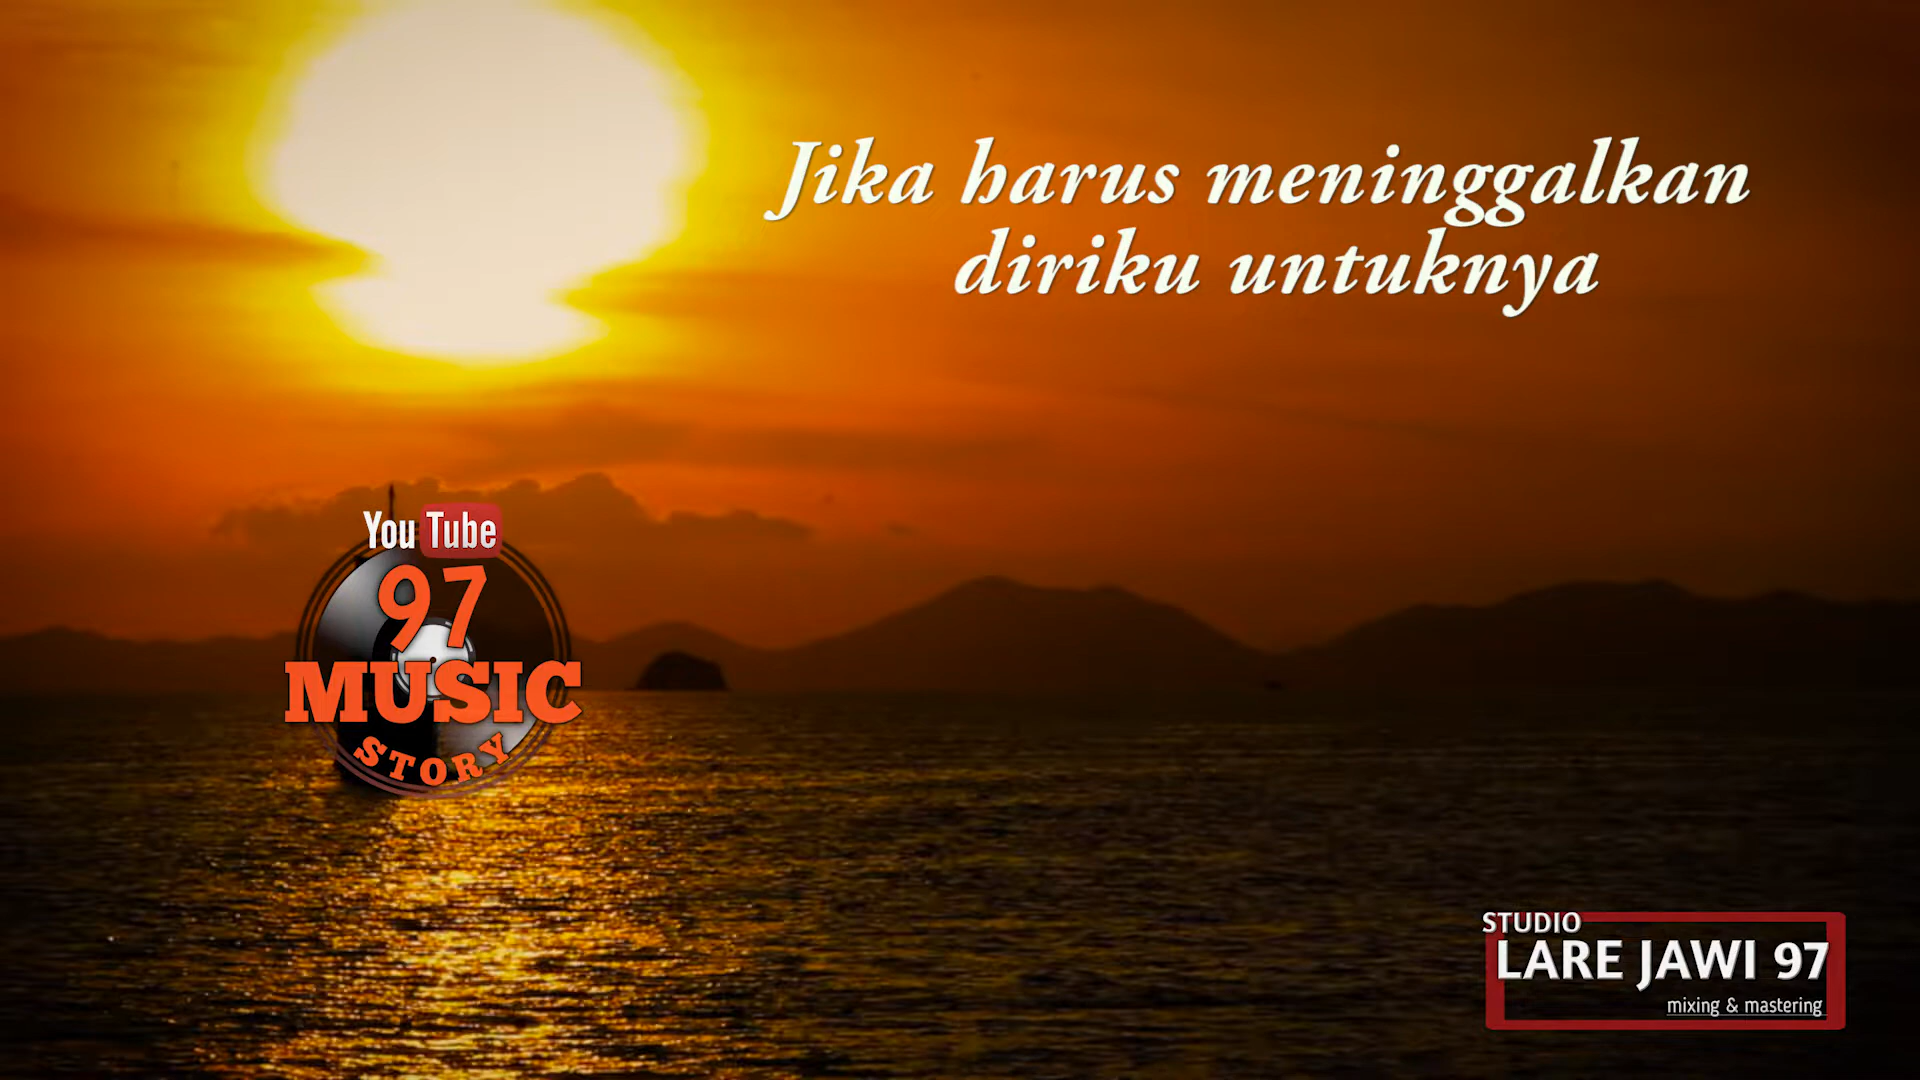 Jika harus meninggalkan
diriku untuknya
You Tube
97
MUSIC
STORY
STUDIO
LARE JAWI 97
mixing & mastering